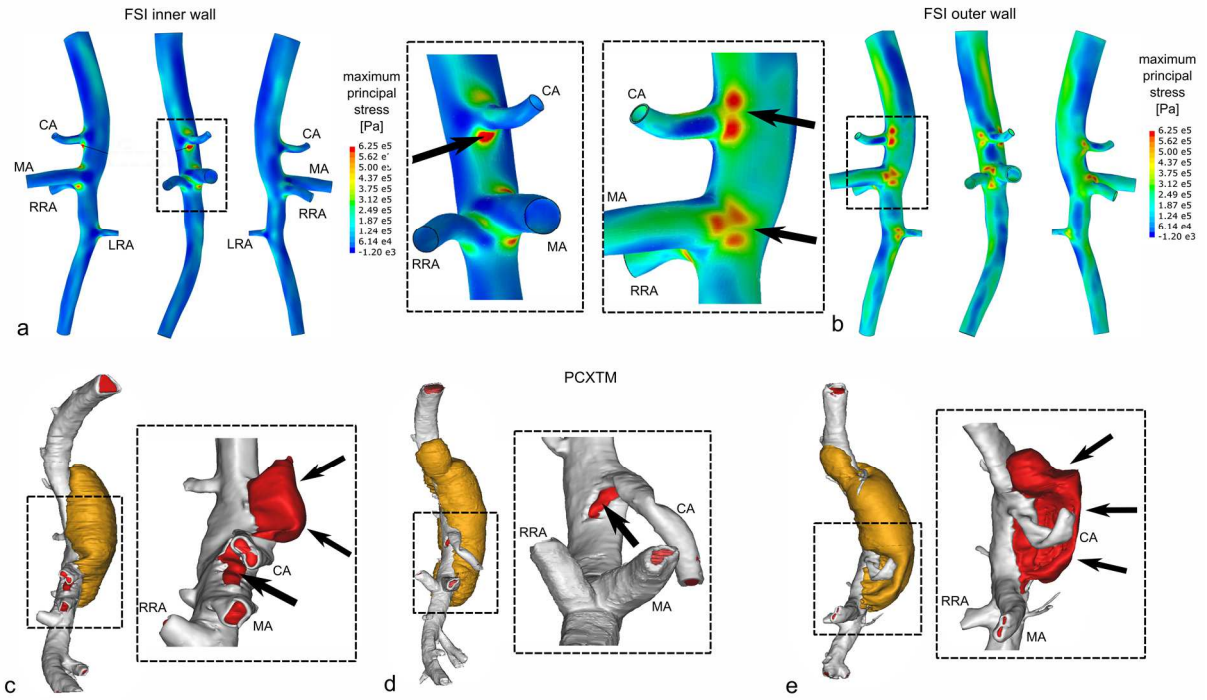 FSI inner wall
FSI outer wall
maximum
principal
stress
[Pa]
6.25 e5
5.62 e'
5.00 e5
4.37 e5
3.75 e5
3.12 e5
2.49 e5
1.87 e5
1.24 e5
6.14 e4
-1.20 e3
CA
MA
RRA
LRA
MA
RRA
LRA
a
CA
RRA
MA
CA
MA
RRA
maximum
principal
stress
[Pa]
6.25 e5
5.62 e5
5.00 e5
4.37 e5
3.75 e5
3.12 e5
2.49 e5
1.87 e5
1.24 e5
6.14 e4
-1.20 e3
b
PCXTM
CA
RRA
MA
c
CA
RRA
MA
d
CA
RRA
MA
e